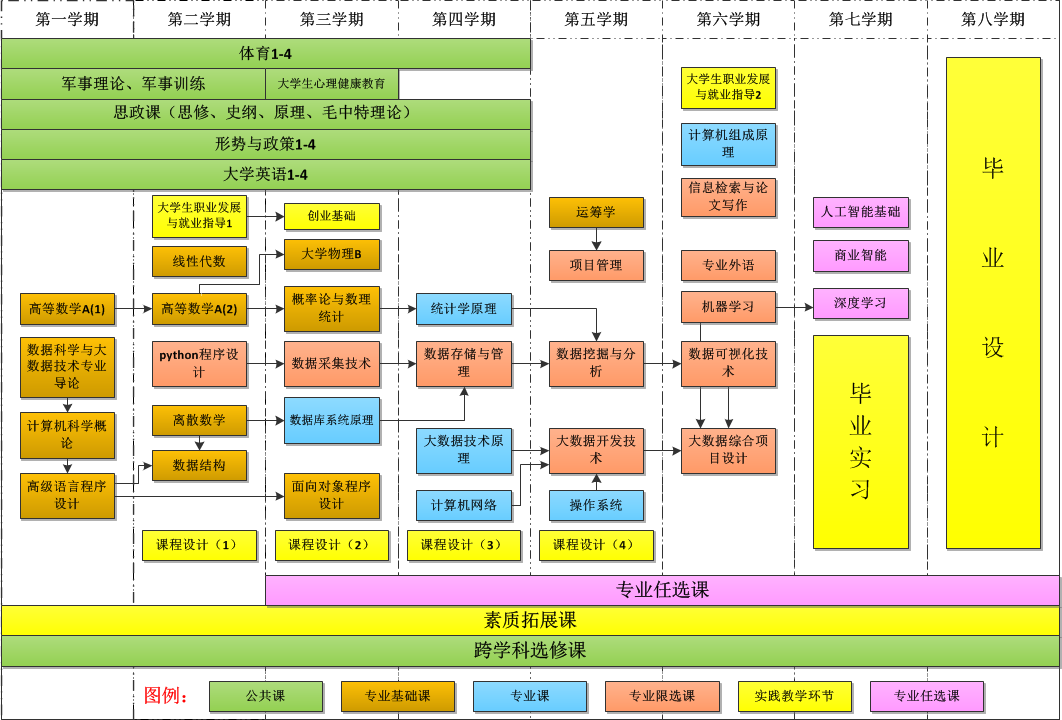 第一学期
第二学期
第三学期
第四学期
第五学期
第六学期
第七学期
第八学期
体育1-4
军事理论、军事训练
大学生心理健康教育
思政课（思修、史纲、原理、毛中特理论）
形势与政策1-4
大学英语1-4
大学生职业发展
与就业指导2
计算机组成原
理
信息检索与论
文写作
大学生职业发展
与就业指导1
创业基础
运筹学
人工智能基础
线性代数
大学物理B
项目管理
专业外语
商业智能
高等数学A(1)
高等数学A(2)
概率论与数理
统计
统计学原理
机器学习
深度学习
数据科学与大
数据技术专业
导论
python程序设
计
数据采集技术
数据存储与管
理
数据挖掘与分
析
数据可视化技
术
计算机科学概
论
离散数学
数据库系统原理
大数据技术原
理
大数据开发技
术
大数据综合项
目设计
数据结构
高级语言程序
设计
面向对象程序
设计
计算机网络
操作系统
课程设计（1）
课程设计（2）
课程设计（3）
课程设计（4）
毕
业
实
习
毕
业
设
计
专业任选课
素质拓展课
跨学科选修课
图例：
公共课
专业基础课
专业课
专业限选课
实践教学环节
专业任选课